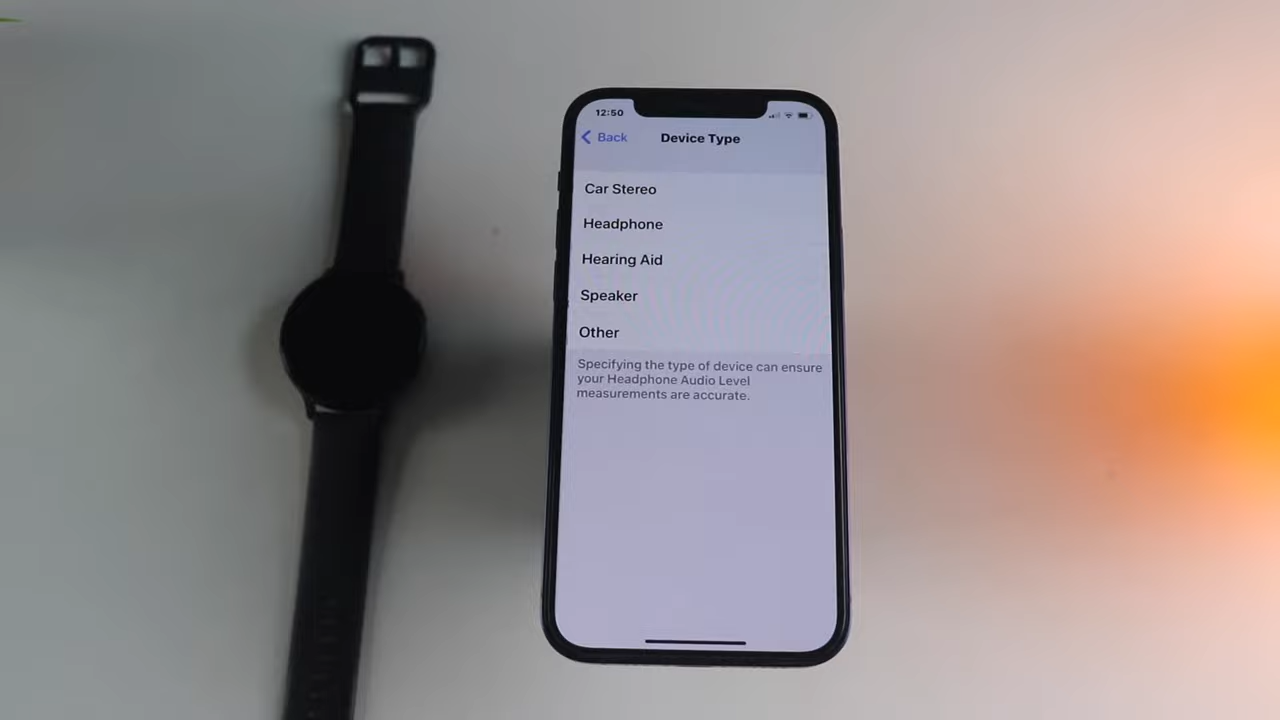 12:50
Back
Device Type
Car Stereo
Headphone
Hearing Aid
Speaker
Other
Specifying the type of device can ensure
your Headphone Audio Level
measurements are accurate.